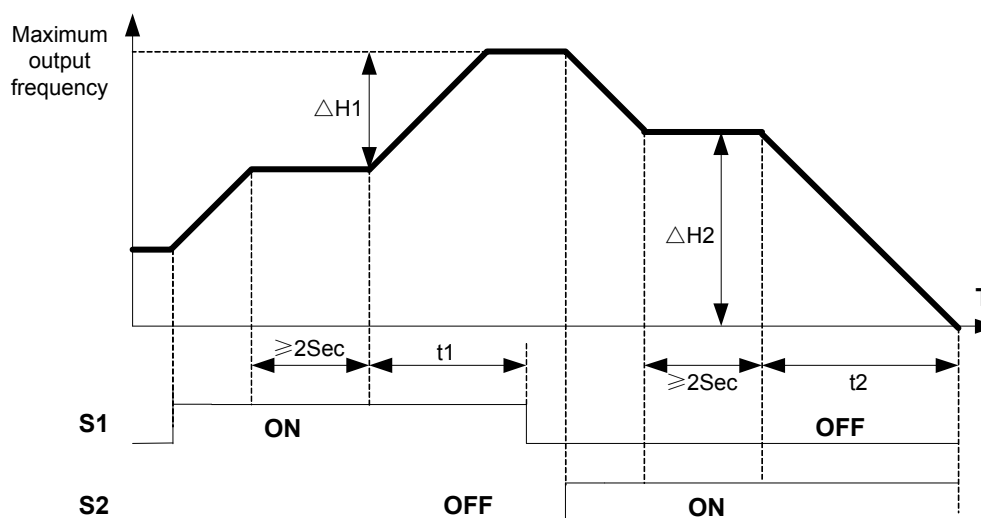 Maximum
output
frequency
△H1
△H2
T
≥2Sec
t1
≥2Sec
t2
S1
ON
OFF
S2
OFF
ON